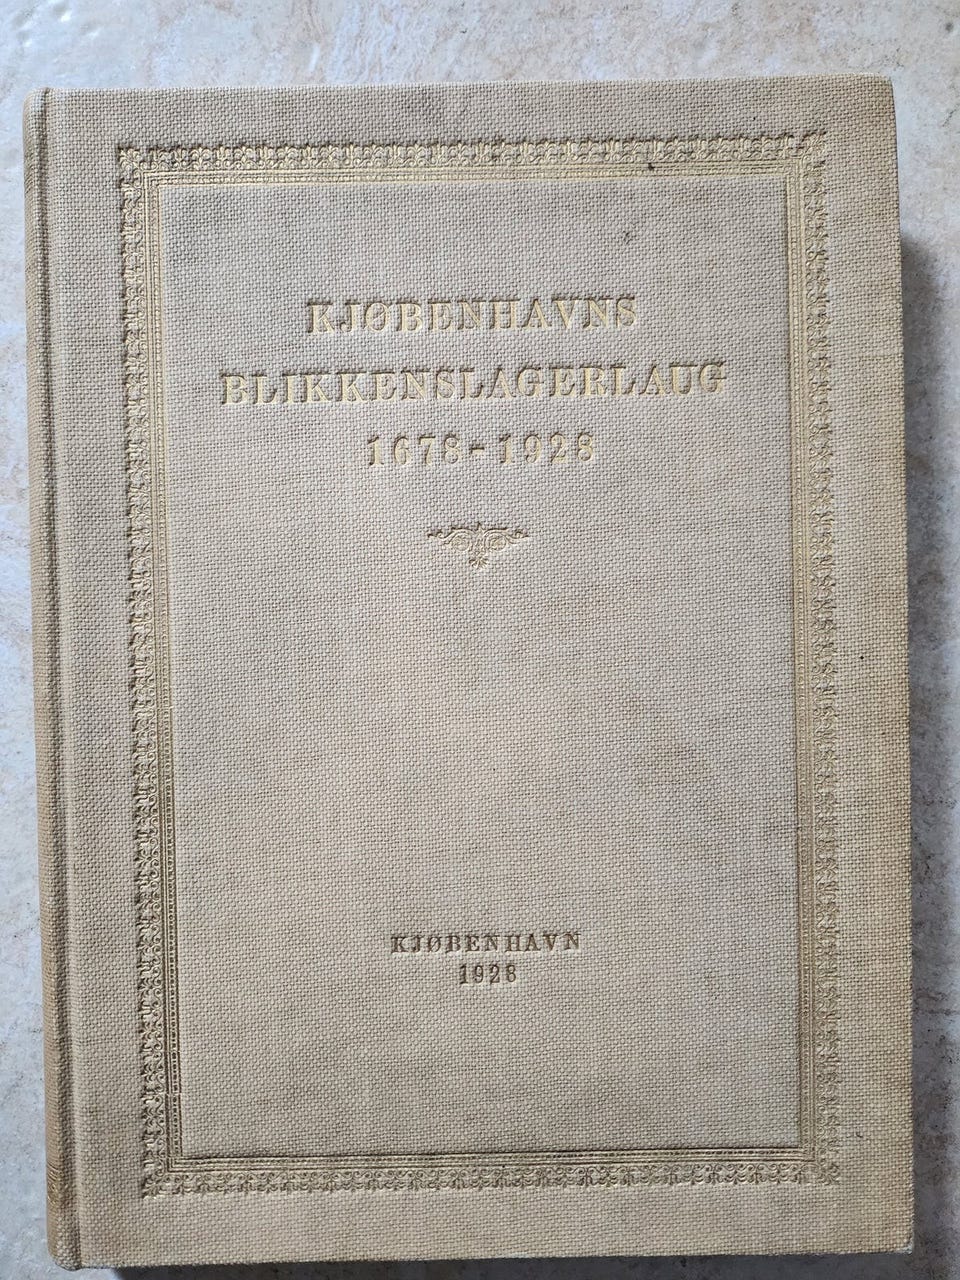 KJØBENHAVNS
BLIKKENSLAGERLAUG
1678-1928
KJØBENHAVN
1928